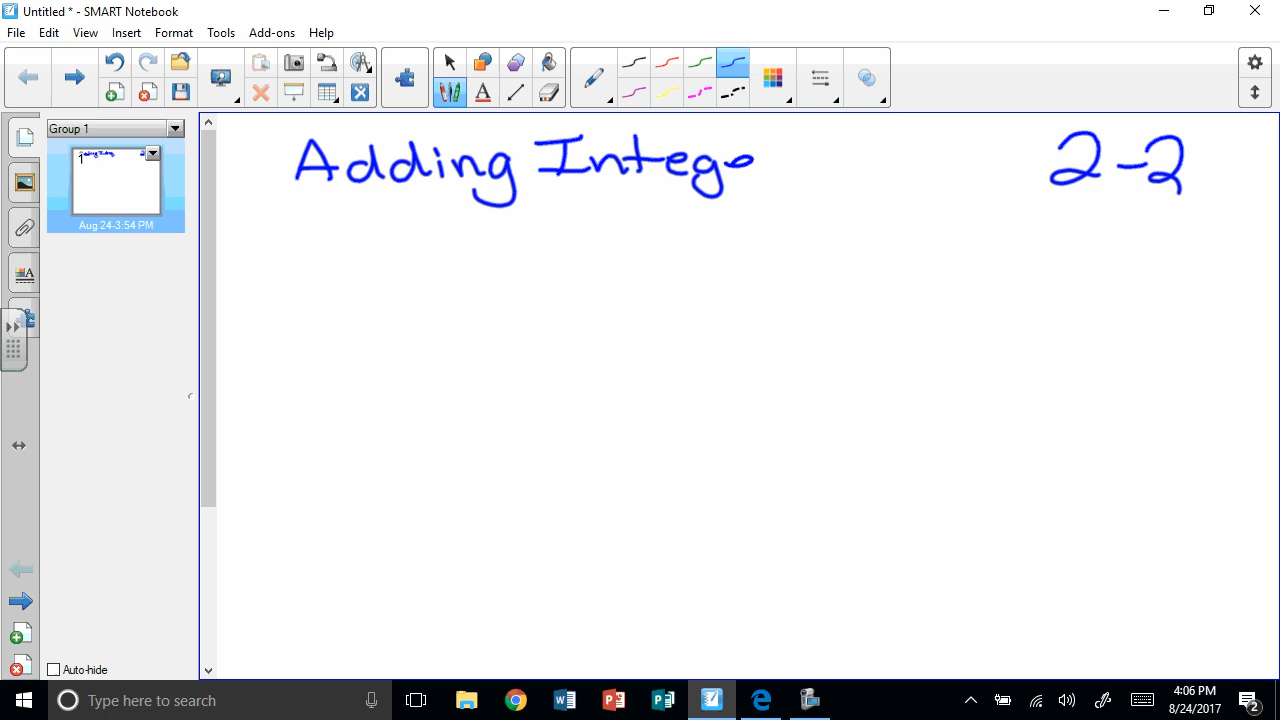 Untitled * - SMART Notebook
File Edit View Insert Format Tools Add-ons Help
Group 1
Adding Intege 2-2
Aug 24-3:54 PM
Auto-hide
Type here to search
4:06 PM
8/24/2017
2